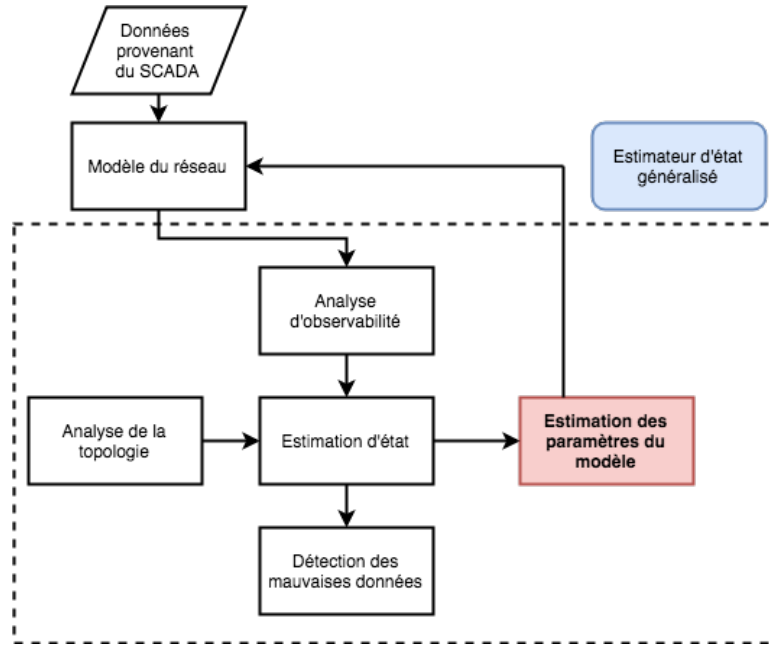 Données
provenant
du SCADA
Modèle du réseau
Estimateur d'état
généralisé
Analyse
d'observabilité
Analyse de la
topologie
Estimation d'état
Estimation des
paramètres du
modèle
Détection des
mauvaises données